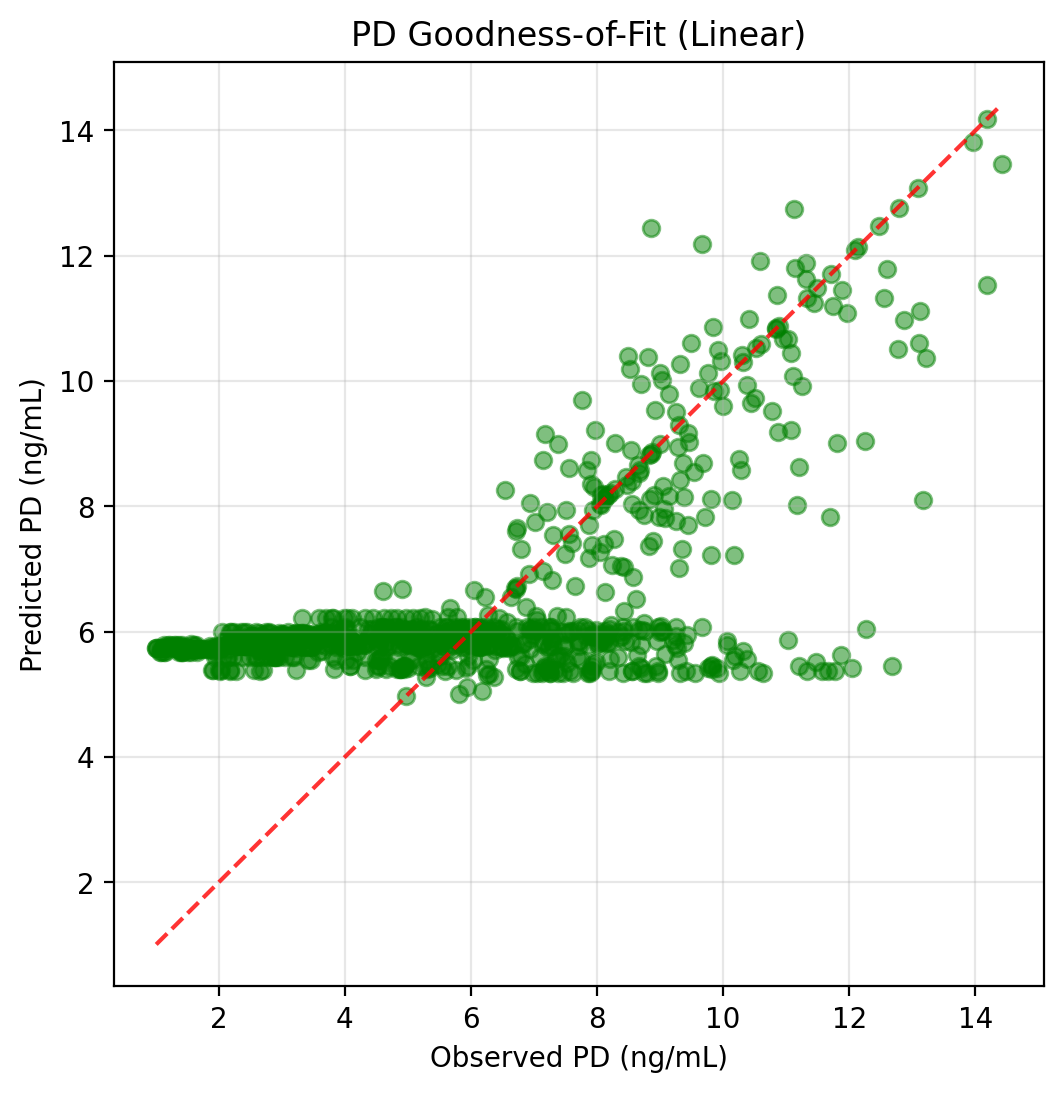 PD Goodness-of-Fit (Linear)
Predicted PD (ng/mL)
14
12
10
8
6
4
2
2 4 6 8 10 12 14
Observed PD (ng/mL)